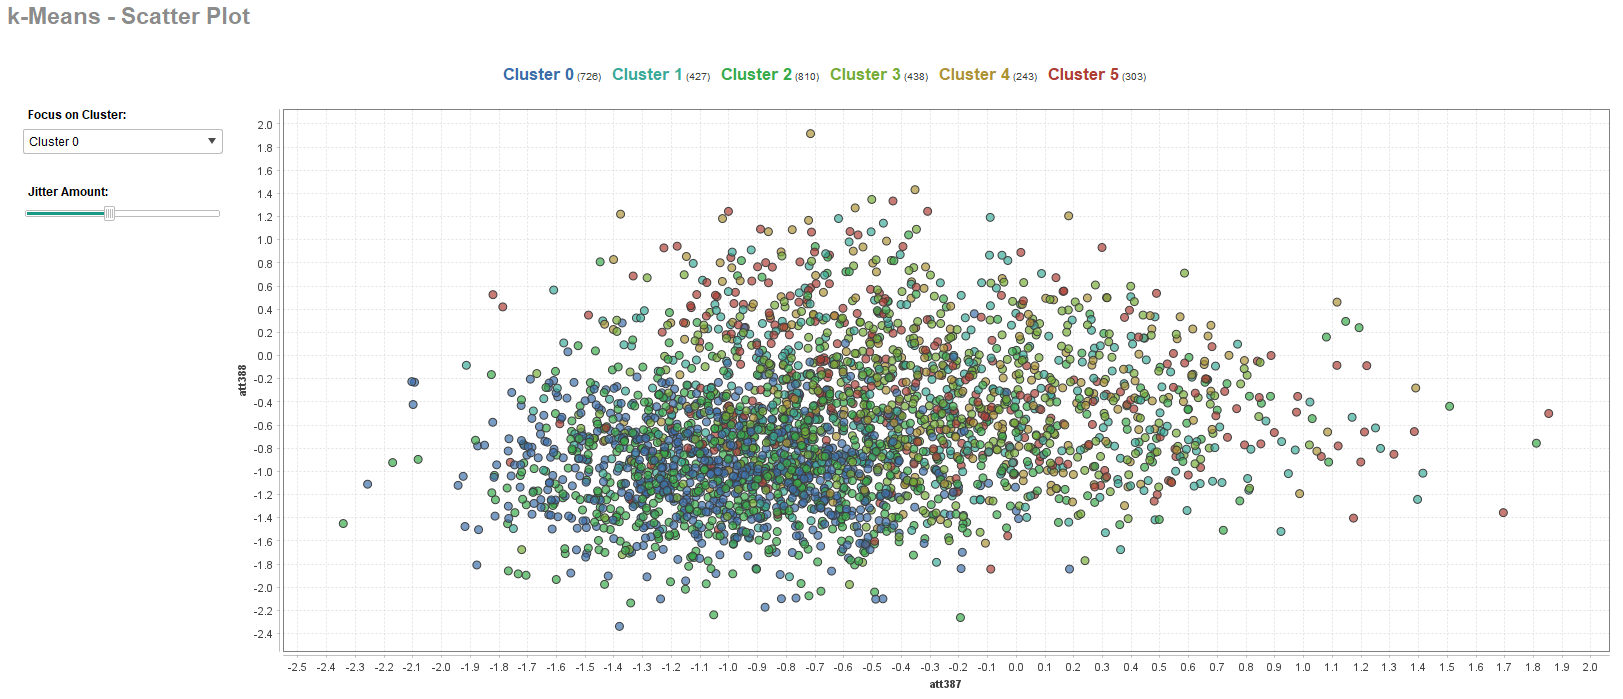 k-Means - Scatter Plot
Cluster 0 (726) Cluster 1 (427) Cluster 2 (810) Cluster 3 (438) Cluster 4 (243) Cluster 5 (303)
Focus on Cluster:
Cluster 0
Jitter Amount:
2.0
1.8
1.6
1.4
1.2
1.0
0.8
0.6
0.4
0.2
0.0
-0.2
-0.4
-0.6
-0.8
-1.0
-1.2
-1.4
-1.6
-1.8
-2.0
-2.2
-2.4
att388
-2.5 -2.4 -2.3 -2.2 -2.1 -2.0 -1.9 -1.8 -1.7 -1.6 -1.5 -1.4 -1.3 -1.2 -1.1 -1.0 -0.9 -0.8 -0.7 -0.6 -0.5 -0.4 -0.3 -0.2 -0.1 0.0 0.1 0.2 0.3 0.4 0.5 0.6 0.7 0.8 0.9 1.0 1.1 1.2 1.3 1.4 1.5 1.6 1.7 1.8 1.9 2.0
att387